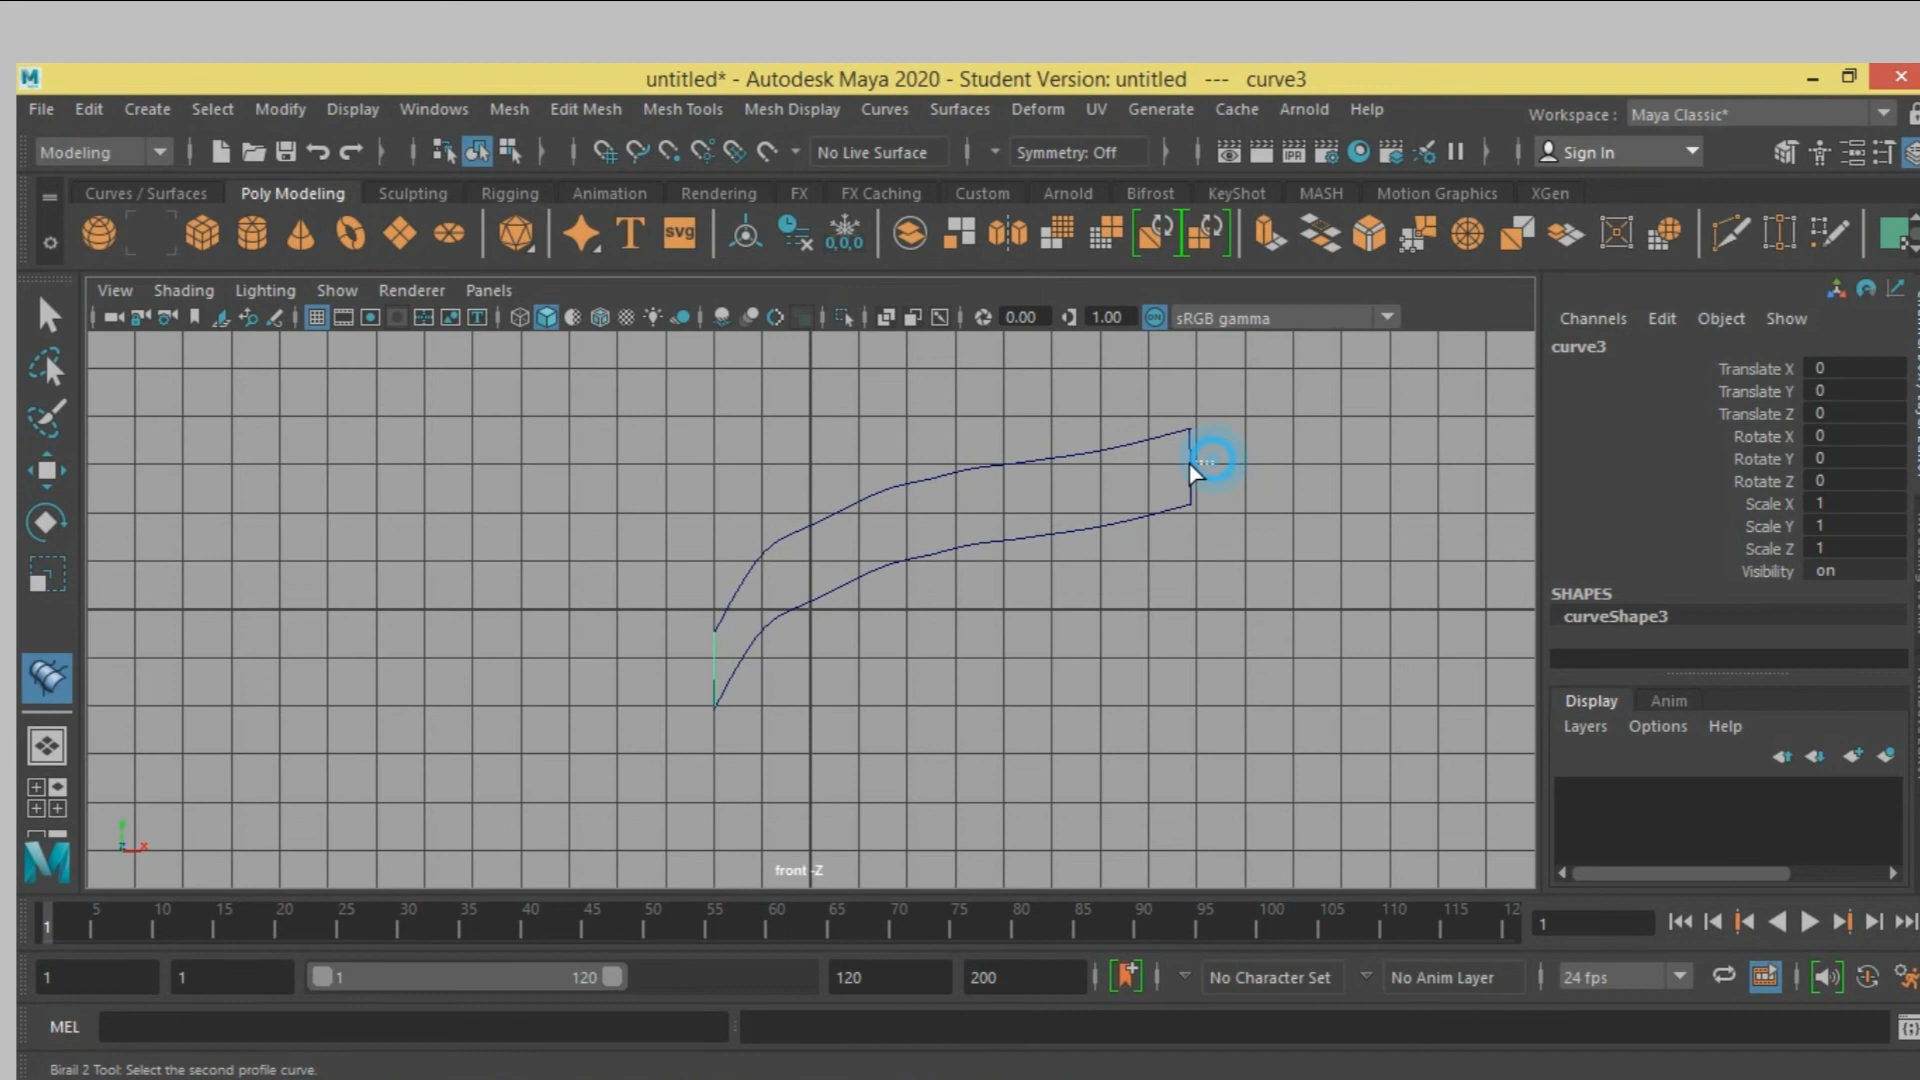 untitled* - Autodesk Maya 2020 - Student Version: untitled --- curve3
File Edit Create Select Modify Display Windows Mesh Edit Mesh Mesh Tools Mesh Display Curves Surfaces Deform UV Generate Cache Arnold Help
Workspace : Maya Classic*
Modeling No Live Surface Symmetry: Off IPR Sign In
Curves / Surfaces Poly Modeling Sculpting Rigging Animation Rendering FX FX Caching Custom Arnold Bifrost KeyShot MASH Motion Graphics XGen
T svg 0,0,0
View Shading Lighting Show Renderer Panels
0.00 1.00 ON sRGB gamma
Channels Edit Object Show
curve3
Translate X 0
Translate Y 0
Translate Z 0
Rotate X 0
Rotate Y 0
Rotate Z 0
Scale X 1
Scale Y 1
Scale Z 1
Visibility on
SHAPES
curveShape3
Display Anim
Layers Options Help
y z x
front -Z
1 5 10 15 20 25 30 35 40 45 50 55 60 65 70 75 80 85 90 95 100 105 110 115 12
1
1 1 1 120 120 200 No Character Set No Anim Layer 24 fps
MEL
Birail 2 Tool: Select the second profile curve.